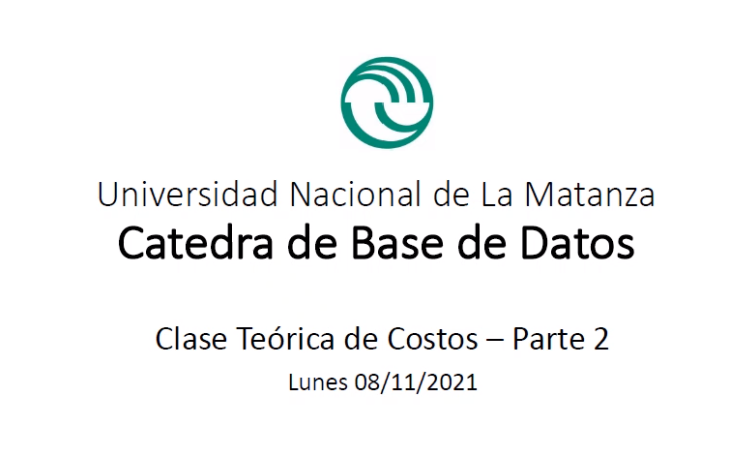 Universidad Nacional de La Matanza
Catedra de Base de Datos
Clase Teórica de Costos – Parte 2
Lunes 08/11/2021